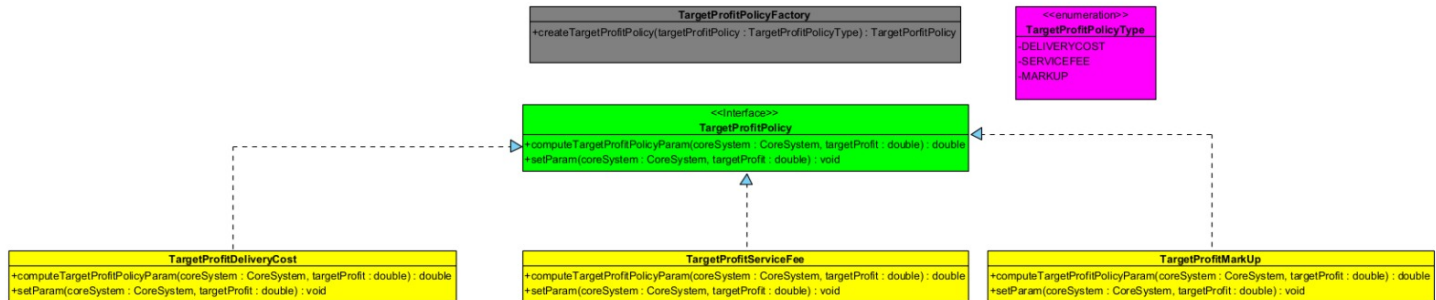 TargetProfitPolicyFactory
+createTargetProfitPolicy(targetProfitPolicy : TargetProfitPolicyType) : TargetPorfitPolicy
<<enumeration>>
TargetProfitPolicyType
-DELIVERYCOST
-SERVICEFEE
-MARKUP
<<Interface>>
TargetProfitPolicy
+computeTargetProfitPolicyParam(coreSystem : CoreSystem, targetProfit : double) : double
+setParam(coreSystem : CoreSystem, targetProfit : double) : void
TargetProfitDeliveryCost
+computeTargetProfitPolicyParam(coreSystem : CoreSystem, targetProfit : double) : double
+setParam(coreSystem : CoreSystem, targetProfit : double) : void
TargetProfitServiceFee
+computeTargetProfitPolicyParam(coreSystem : CoreSystem, targetProfit : double) : double
+setParam(coreSystem : CoreSystem, targetProfit : double) : void
TargetProfitMarkUp
+computeTargetProfitPolicyParam(coreSystem : CoreSystem, targetProfit : double) : double
+setParam(coreSystem : CoreSystem, targetProfit : double) : void